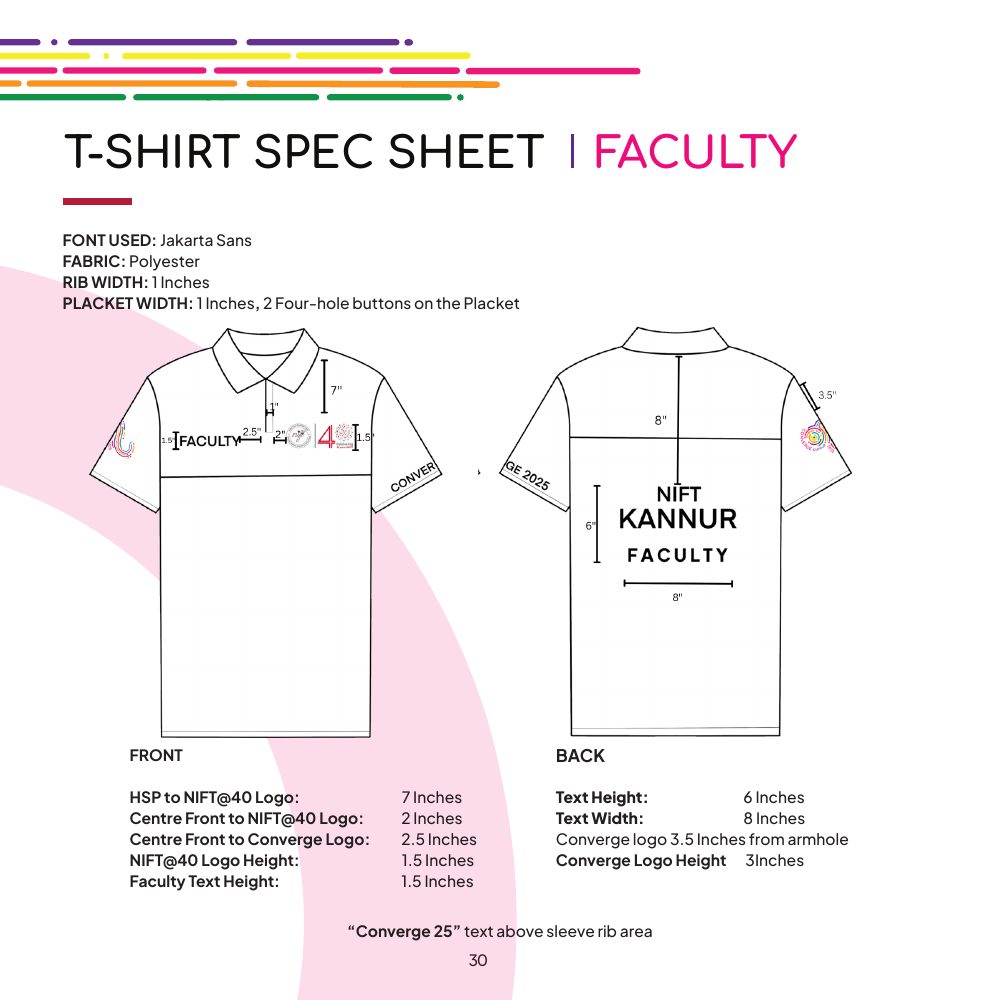 T-SHIRT SPEC SHEET | FACULTY
FONT USED: Jakarta Sans
FABRIC: Polyester
RIB WIDTH: 1 Inches
PLACKET WIDTH: 1 Inches, 2 Four-hole buttons on the Placket
7"
1"
1.5"
FACULTY
2.5"
2"
4
1.5"
CONVER
8"
3.5"
GE 2025
6"
NIFT
KANNUR
FACULTY
8"
FRONT
HSP to NIFT@40 Logo: 7 Inches
Centre Front to NIFT@40 Logo: 2 Inches
Centre Front to Converge Logo: 2.5 Inches
NIFT@40 Logo Height: 1.5 Inches
Faculty Text Height: 1.5 Inches
BACK
Text Height: 6 Inches
Text Width: 8 Inches
Converge logo 3.5 Inches from armhole
Converge Logo Height 3Inches
“Converge 25” text above sleeve rib area
30